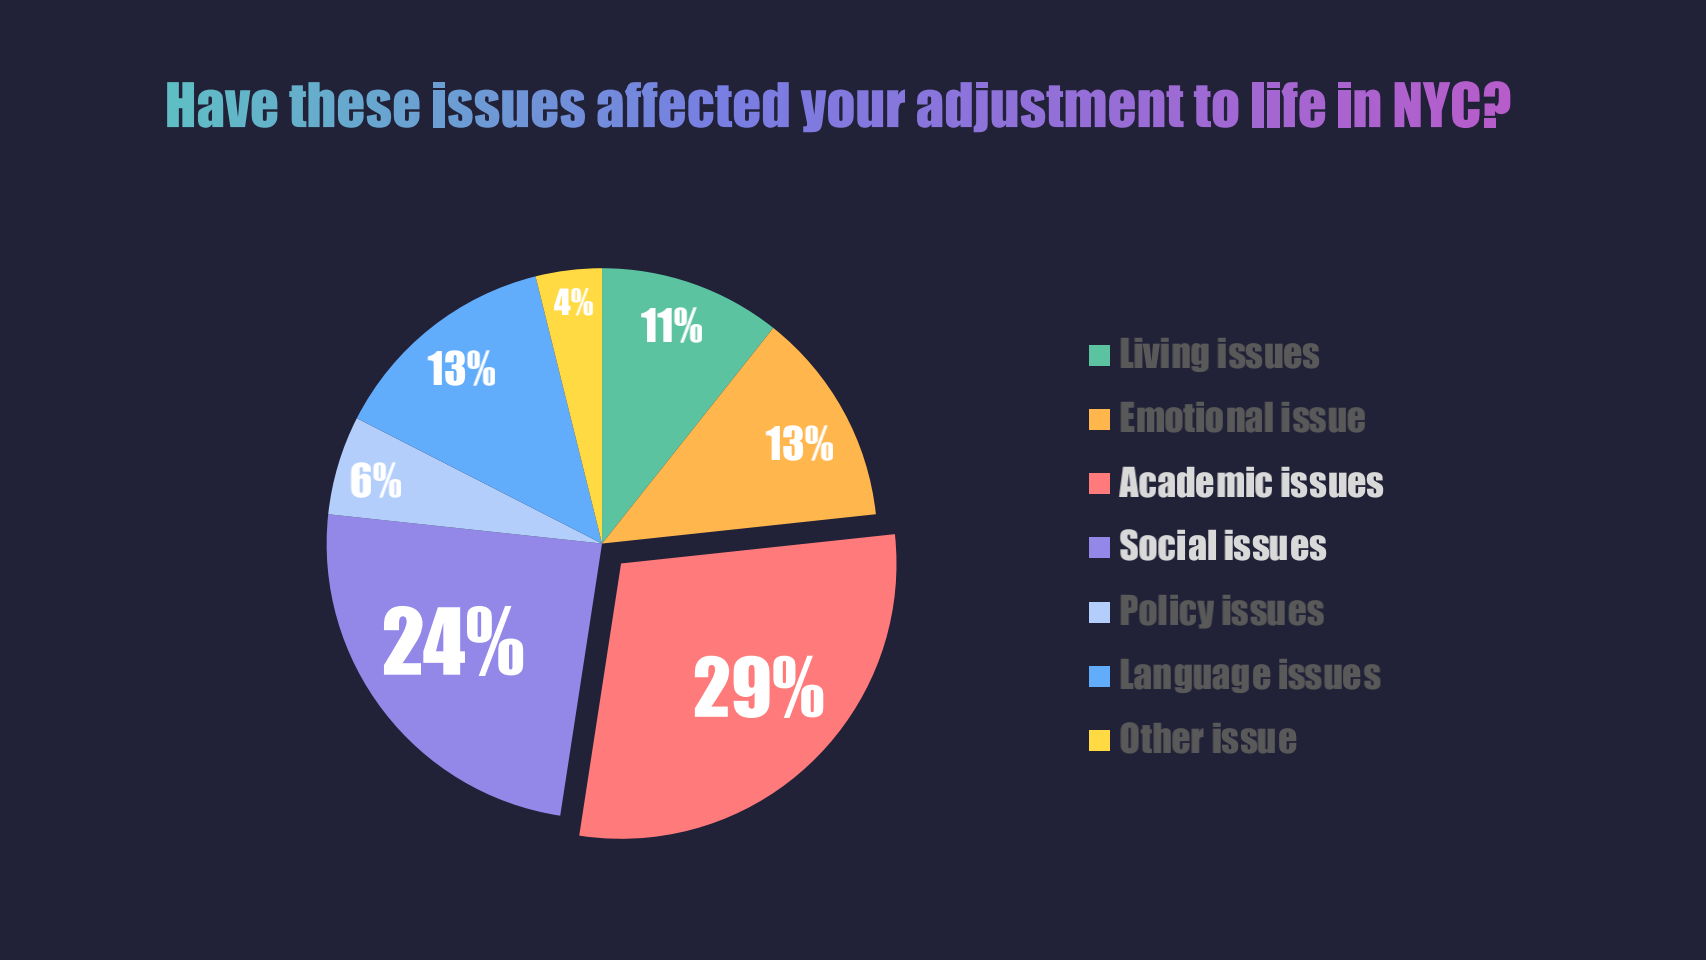 Have these issues affected your adjustment to life in NYC?
4%
11%
13%
13%
6%
24%
29%
Living issues
Emotional issue
Academic issues
Social issues
Policy issues
Language issues
Other issue